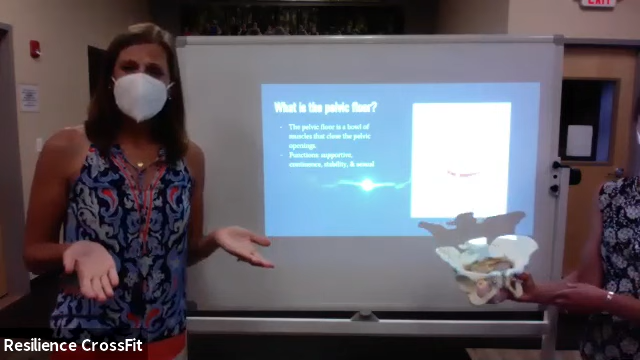 EXIT
What is the pelvic floor?
- The pelvic floor is a bowl of
muscles that close the pelvic
openings.
- Functions: supportive,
continence, stability, & sexual
Resilience CrossFit